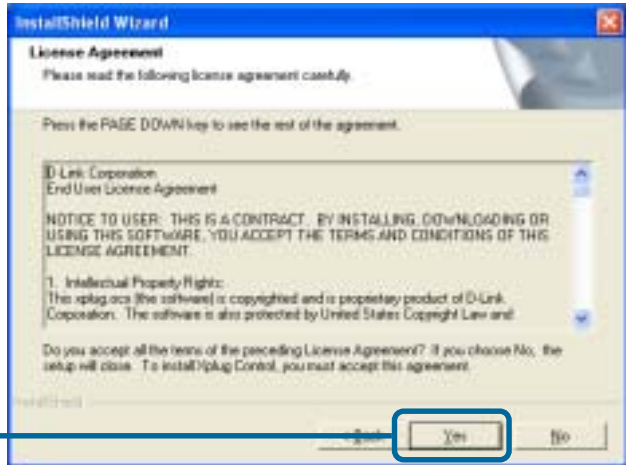 InstallShield Wizard
License Agreement
Please read the following license agreement carefully.
Press the PAGE DOWN key to see the rest of the agreement.
D-Link Corporation
End User License Agreement
NOTICE TO USER: THIS IS A CONTRACT. BY INSTALLING, DOWNLOADING OR
USING THIS SOFTWARE, YOU ACCEPT THE TERMS AND CONDITIONS OF THIS
LICENSE AGREEMENT.
1. Intellectual Property Rights:
This xplug.ocx (the software) is copyrighted and is proprietary product of D-Link
Corporation. The software is also protected by United States Copyright Law and
Do you accept all the terms of the preceding License Agreement? If you choose No, the
setup will close. To install Xplug Control, you must accept this agreement.
InstallShield
< Back
Yes
No